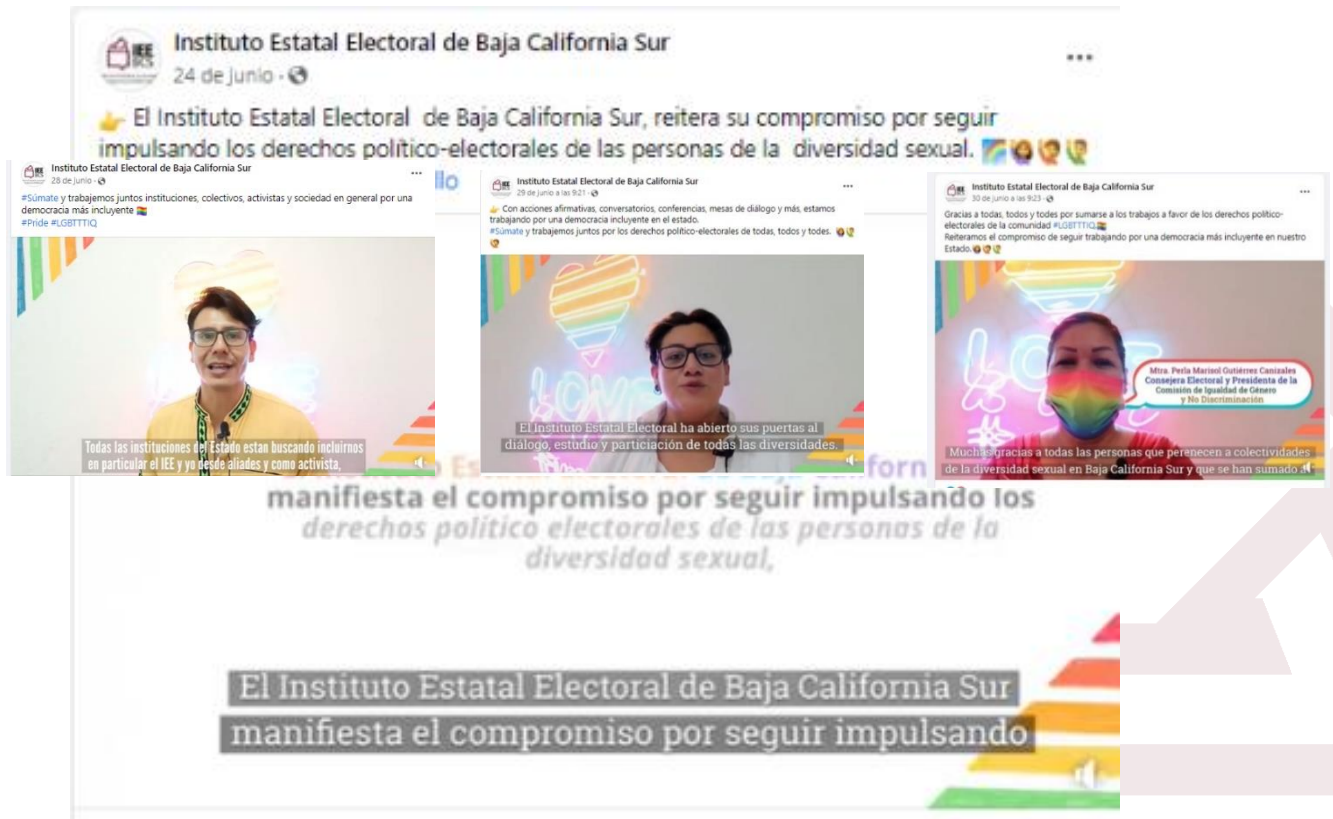 Instituto Estatal Electoral de Baja California Sur
24 de junio ·
El Instituto Estatal Electoral de Baja California Sur, reitera su compromiso por seguir
impulsando los derechos político-electorales de las personas de la diversidad sexual.
Instituto Estatal Electoral de Baja California Sur
28 de junio ·
#Súmate y trabajemos juntos instituciones, colectivos, activistas y sociedad en general por una
democracia más incluyente
#Pride #LGBTTTIQ
Todas las instituciones del Estado estan buscando incluirnos
en particular el IEE y yo desde aliades y como activista,
Instituto Estatal Electoral de Baja California Sur
29 de junio a las 9:21 ·
Con acciones afirmativas, conversatorios, conferencias, mesas de diálogo y más, estamos
trabajando por una democracia incluyente en el estado.
#Súmate y trabajemos juntos por los derechos político-electorales de todas, todos y todes.
El Instituto Estatal Electoral ha abierto sus puertas al
diálogo, estudio y particiación de todas las diversidades.
Instituto Estatal Electoral de Baja California Sur
30 de junio a las 9:23 ·
Gracias a todas, todos y todes por sumarse a los trabajos a favor de los derechos político-
electorales de la comunidad #LGBTTTIQ
Reiteramos el compromiso de seguir trabajando por una democracia más incluyente en nuestro
Estado.
Mtra. Perla Marisol Gutiérrez Canizales
Consejera Electoral y Presidenta de la
Comisión de Igualdad de Género
y No Discriminación
Muchas gracias a todas las personas que perenecen a colectividades
de la diversidad sexual en Baja California Sur y que se han sumado a
manifiesta el compromiso por seguir impulsando los
derechos político electorales de las personas de la
diversidad sexual,
El Instituto Estatal Electoral de Baja California Sur
manifiesta el compromiso por seguir impulsando